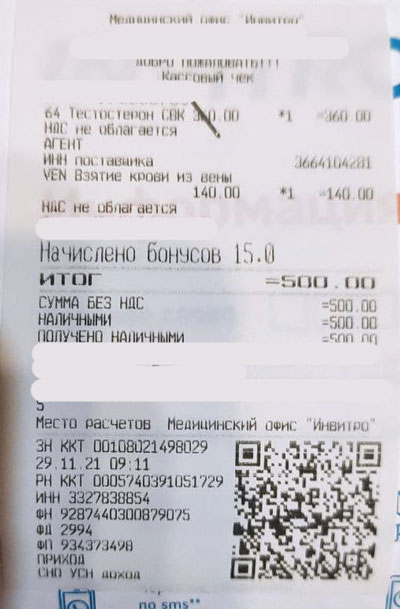 Медицинский офис "Инвитро"
ДОБРО ПОЖАЛОВАТЬ!!!
Кассовый чек
64 Тестостерон СВК 360.00 *1 =360.00
НДС не облагается
АГЕНТ
ИНН поставщика 3664104281
VEN Взятие крови из вены
140.00 *1 =140.00
НДС не облагается
Начислено бонусов 15.0
ИТОГ =500.00
СУММА БЕЗ НДС =500.00
НАЛИЧНЫМИ =500.00
ПОЛУЧЕНО НАЛИЧНЫМИ =500.00
5
Место расчетов Медицинский офис "Инвитро"
ЗН ККТ 00108021498029
29.11.21 09:11
РН ККТ 0005740391051729
ИНН 3327838854
ФН 9287440300879075
ФД 2994
ФП 934373498
ПРИХОД
СНО УСН доход
по sms**